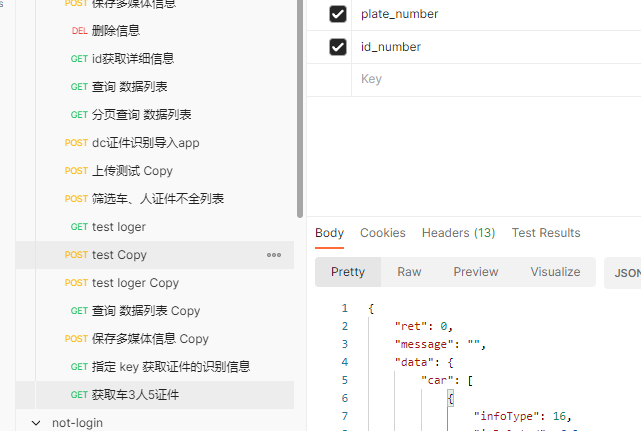 POST 保存多媒体信息
DEL 删除信息
GET id获取详细信息
GET 查询 数据列表
GET 分页查询 数据列表
POST dc证件识别导入app
POST 上传测试 Copy
POST 筛选车、人证件不全列表
GET test loger
POST test Copy
POST test loger Copy
GET 查询 数据列表 Copy
POST 保存多媒体信息 Copy
GET 指定 key 获取证件的识别信息
GET 获取车3人5证件
not-login
plate_number
id_number
Key
Body Cookies Headers (13) Test Results
Pretty Raw Preview Visualize JSON
1 {
2 "ret": 0,
3 "message": "",
4 "data": {
5 "car": [
6 {
7 "infoType": 16,